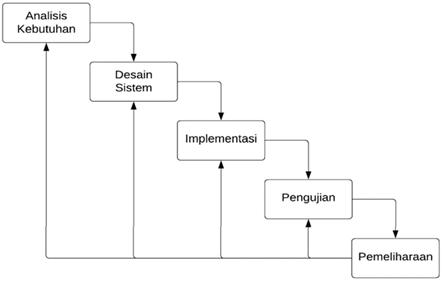 Analisis
Kebutuhan
Desain
Sistem
Implementasi
Pengujian
Pemeliharaan